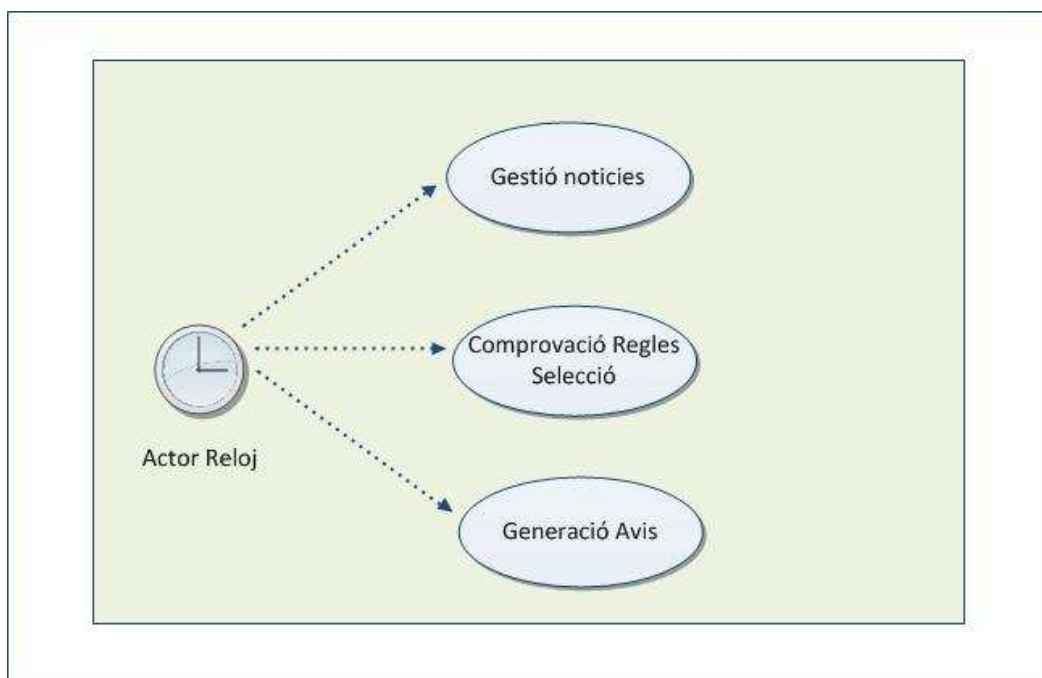 Gestió noticies
Comprovació Regles
Selecció
Actor Reloj
Generació Avis